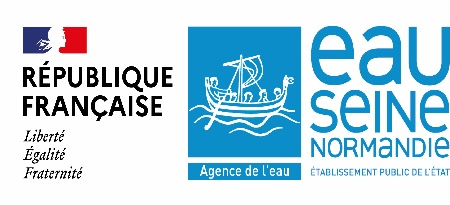 RÉPUBLIQUE
FRANÇAISE
Liberté
Égalité
Fraternité
Agence de l'eau
eau
seine
NORMANDIE
ÉTABLISSEMENT PUBLIC DE L'ÉTAT